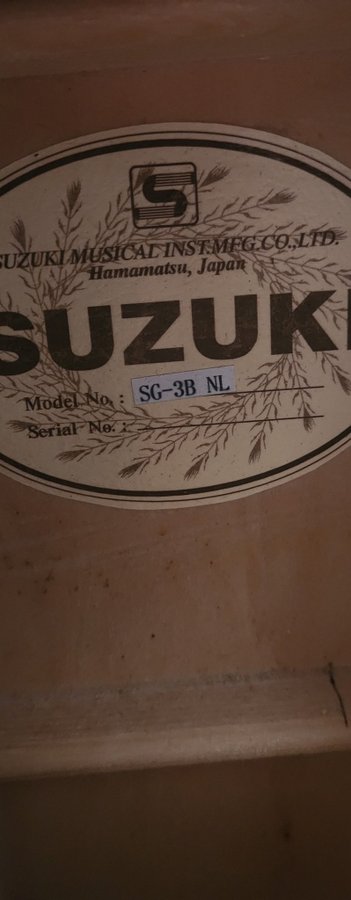 SUZUKI MUSICAL INST.MFG.CO.,LTD.
Hamamatsu, Japan
SUZUKI
Model No. : SG-3B NL
Serial No. :